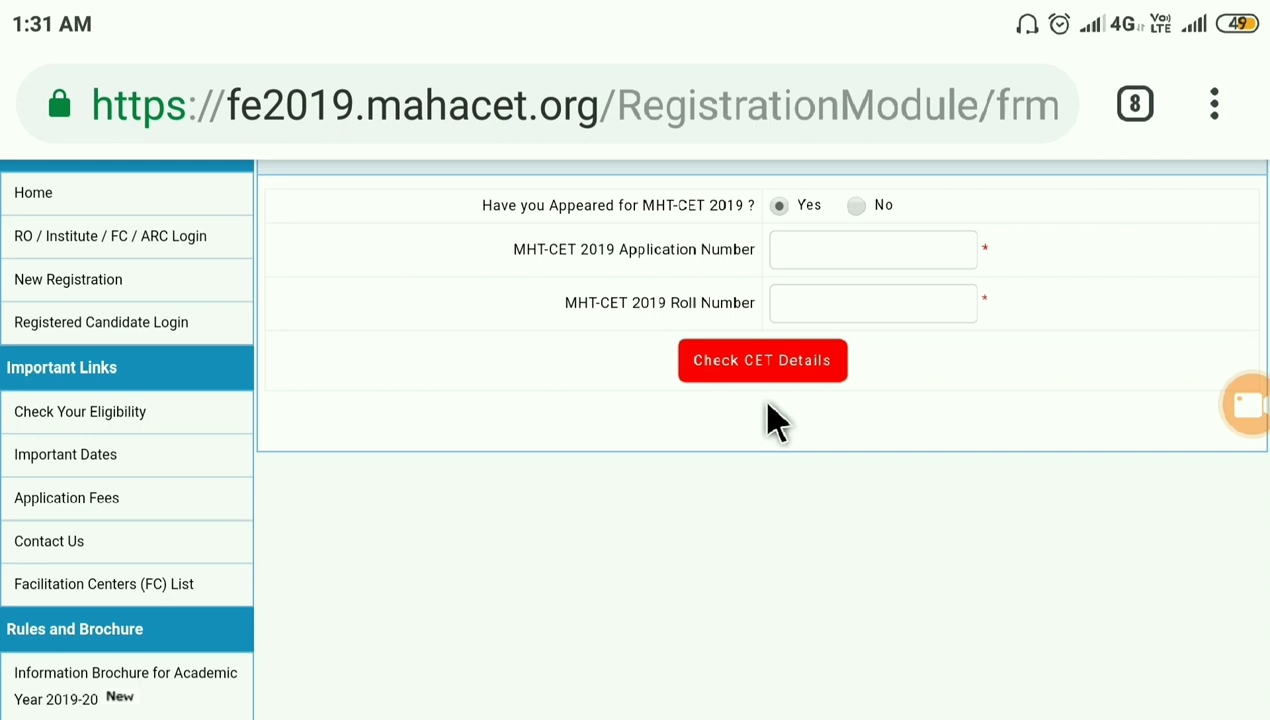 1:31 AM
4G VoLTE 49
https://fe2019.mahacet.org/RegistrationModule/frm
8
Home
RO / Institute / FC / ARC Login
New Registration
Registered Candidate Login
Important Links
Check Your Eligibility
Important Dates
Application Fees
Contact Us
Facilitation Centers (FC) List
Rules and Brochure
Information Brochure for Academic
Year 2019-20 New
Have you Appeared for MHT-CET 2019 ? Yes No
MHT-CET 2019 Application Number *
MHT-CET 2019 Roll Number *
Check CET Details